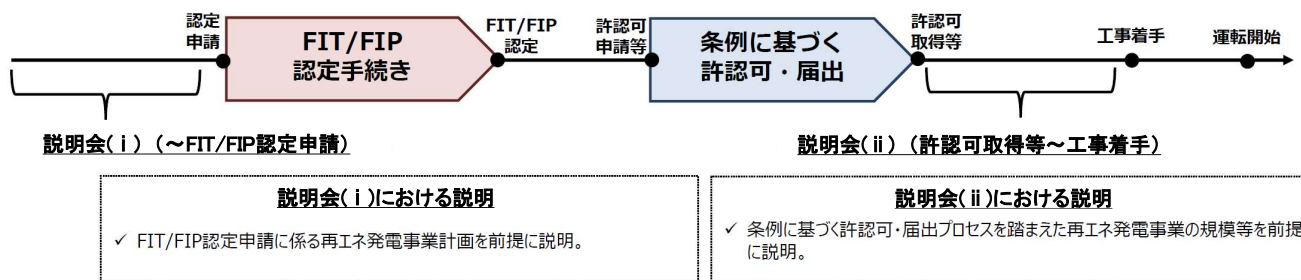 認定
申請
FIT/FIP
認定手続き
FIT/FIP
認定
許認可
申請等
条例に基づく
許認可・届出
許認可
取得等
工事着手
運転開始
説明会(ⅰ)（～FIT/FIP認定申請)
説明会(ⅱ)（許認可取得等～工事着手)
説明会(ⅰ)における説明
✓ FIT/FIP認定申請に係る再エネ発電事業計画を前提に説明。
説明会(ⅱ)における説明
✓ 条例に基づく許認可・届出プロセスを踏まえた再エネ発電事業の規模等を前提
に説明。